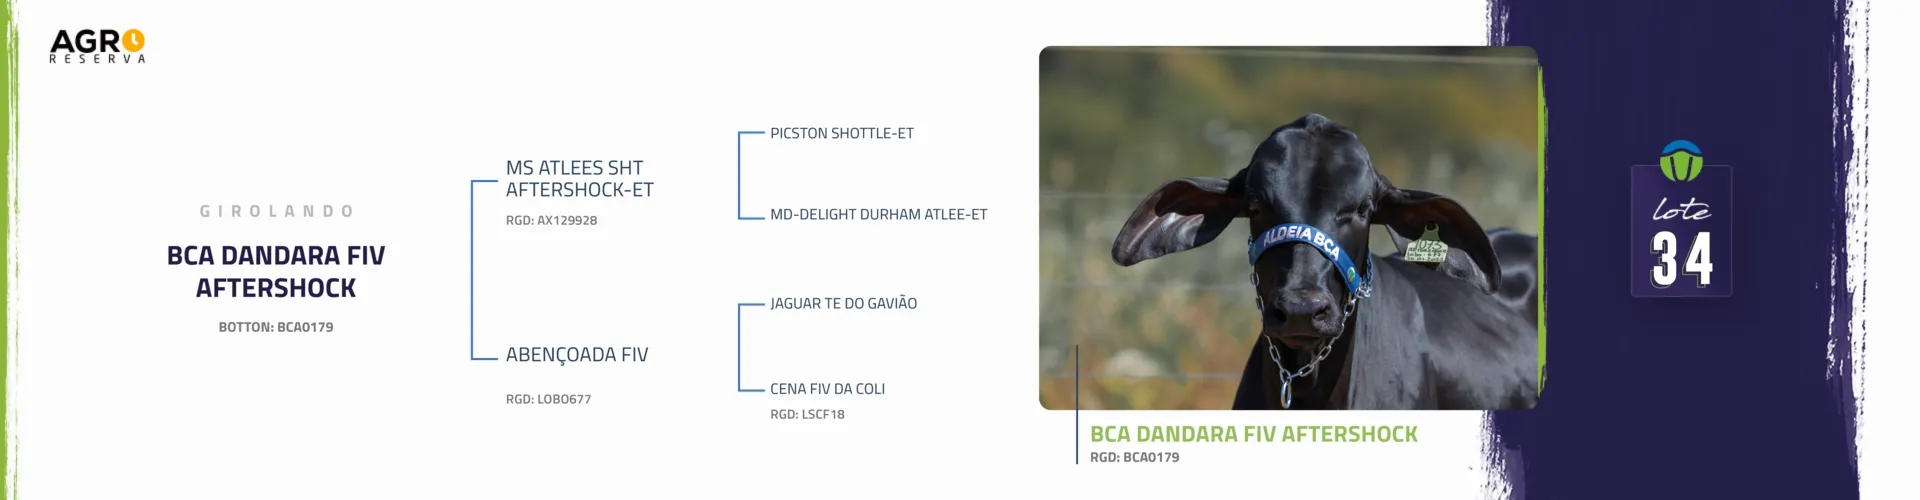 AGRO
RESERVA
GIROLANDO
BCA DANDARA FIV
AFTERSHOCK
BOTTON: BCA0179
MS ATLEES SHT
AFTERSHOCK-ET
RGD: AX129928
ABENÇOADA FIV
RGD: LOBO677
PICSTON SHOTTLE-ET
MD-DELIGHT DURHAM ATLEE-ET
JAGUAR TE DO GAVIÃO
CENA FIV DA COLI
RGD: LSCF18
ALDEIA BCA
1073
BCA DANDARA FIV AFTERSHOCK
RGD: BCA0179
lote
34